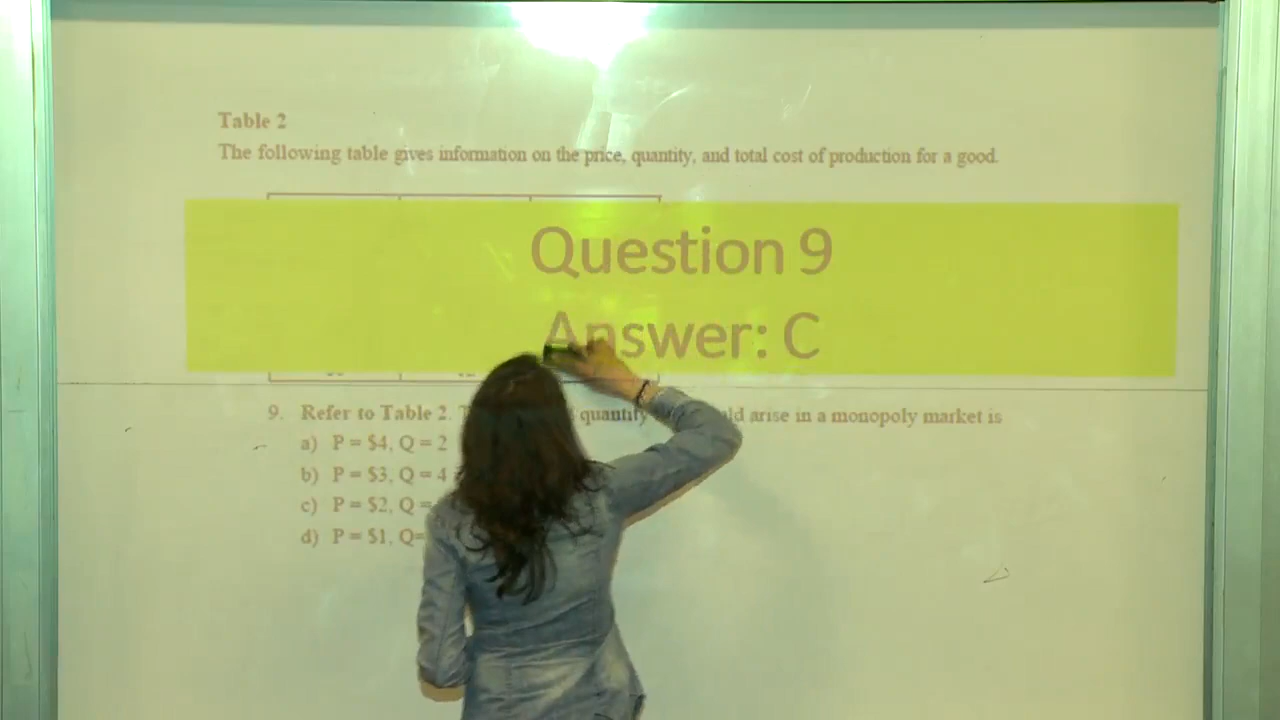 Table 2
The following table gives information on the price, quantity, and total cost of production for a good.
Question 9
Answer: C
9. Refer to Table 2. quantity arise in a monopoly market is
a) P = $4, Q = 2
b) P = $3, Q = 4
c) P = $2, Q =
d) P = $1, Q=